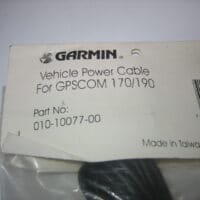 GARMIN
Vehicle Power Cable
For GPSCOM 170/190
Part No:
010-10077-00
Made in Taiwan